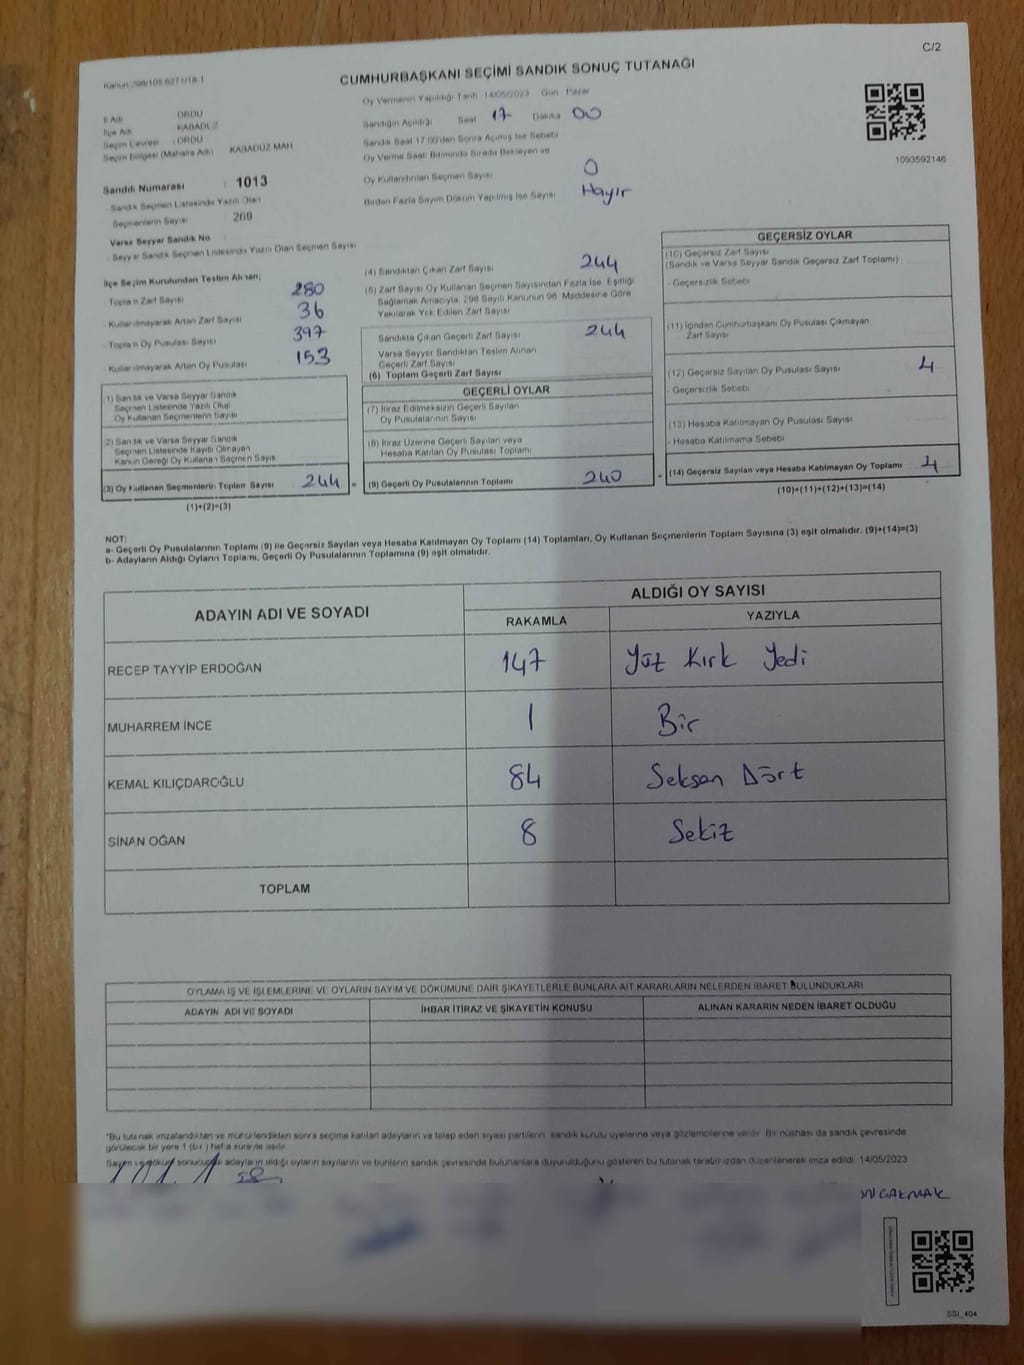 C/2
Kanun:298/105.6271/18-1
CUMHURBAŞKANI SEÇİMİ SANDIK SONUÇ TUTANAĞI
Oy Vermenin Yapıldığı Tarih 14/05/2023 Gün : Pazar
İl Adı ORDU
İlçe Adı KABADÜZ
Seçim Çevresi : ORDU
Seçim Bölgesi (Mahalle Adı) KABADÜZ MAH
Sandığın Açıldığı Saat 17 Dakika 00
Sandık Saat 17:00'den Sonra Açılmış İse Sebebi
Oy Verme Saati Bitiminde Sırada Bekleyen ve
Oy Kullandırılan Seçmen Sayısı 0
Birden Fazla Sayım Döküm Yapılmış İse Sayısı Hayır
1093592146
Sandık Numarası : 1013
- Sandık Seçmen Listesinde Yazılı Olan
Seçmenlerin Sayısı 269
Varsa Seyyar Sandık No
- Seyyar Sandık Seçmen Listesinde Yazılı Olan Seçmen Sayısı
İlçe Seçim Kurulundan Teslim Alınan;
- Toplam Zarf Sayısı 280
- Kullanılmayarak Artan Zarf Sayısı 36
- Toplam Oy Pusulası Sayısı 397
- Kullanılmayarak Artan Oy Pusulası 153
(1) Sandık ve Varsa Seyyar Sandık
Seçmen Listesinde Yazılı Olup
Oy Kullanan Seçmenlerin Sayısı
(2) Sandık ve Varsa Seyyar Sandık
Seçmen Listesinde Kayıtlı Olmayan
Kanun Gereği Oy Kullanan Seçmen Sayısı
(3) Oy Kullanan Seçmenlerin Toplam Sayısı 244 =
(1)+(2)=(3)
(4) Sandıktan Çıkan Zarf Sayısı 244
(5) Zarf Sayısı Oy Kullanan Seçmen Sayısından Fazla İse, Eşitliği
Sağlamak Amacıyla, 298 Sayılı Kanunun 98. Maddesine Göre
Yakılarak Yok Edilen Zarf Sayısı
Sandıkta Çıkan Geçerli Zarf Sayısı 244
Varsa Seyyar Sandıktan Teslim Alınan
Geçerli Zarf Sayısı
(6) Toplam Geçerli Zarf Sayısı
GEÇERLİ OYLAR
(7) İtiraz Edilmeksizin Geçerli Sayılan
Oy Pusulalarının Sayısı
(8) İtiraz Üzerine Geçerli Sayılan veya
Hesaba Katılan Oy Pusulası Toplamı
(9) Geçerli Oy Pusulalarının Toplamı 240 +
GEÇERSİZ OYLAR
(10) Geçersiz Zarf Sayısı
(Sandık ve Varsa Seyyar Sandık Geçersiz Zarf Toplamı)
- Geçersizlik Sebebi
(11) İçinden Cumhurbaşkanı Oy Pusulası Çıkmayan
Zarf Sayısı
(12) Geçersiz Sayılan Oy Pusulası Sayısı 4
- Geçersizlik Sebebi
(13) Hesaba Katılmayan Oy Pusulası Sayısı
- Hesaba Katılmama Sebebi
(14) Geçersiz Sayılan veya Hesaba Katılmayan Oy Toplamı 4
(10)+(11)+(12)+(13)=(14)
NOT:
a- Geçerli Oy Pusulalarının Toplamı (9) ile Geçersiz Sayılan veya Hesaba Katılmayan Oy Toplamı (14) Toplamları, Oy Kullanan Seçmenlerin Toplam Sayısına (3) eşit olmalıdır. (9)+(14)=(3)
b- Adayların Aldığı Oyların Toplamı, Geçerli Oy Pusulalarının Toplamına (9) eşit olmalıdır.
ADAYIN ADI VE SOYADI
ALDIĞI OY SAYISI
RAKAMLA YAZIYLA
RECEP TAYYİP ERDOĞAN 147 Yüz Kırk Yedi
MUHARREM İNCE 1 Bir
KEMAL KILIÇDAROĞLU 84 Seksen Dört
SİNAN OĞAN 8 Sekiz
TOPLAM
OYLAMA İŞ VE İŞLEMLERİNE VE OYLARIN SAYIM VE DÖKÜMÜNE DAİR ŞİKAYETLERLE BUNLARA AİT KARARLARIN NELERDEN İBARET BULUNDUKLARI
ADAYIN ADI VE SOYADI İHBAR İTİRAZ VE ŞİKAYETİN KONUSU ALINAN KARARIN NEDEN İBARET OLDUĞU
*Bu tutanak imzalandıktan ve mühürlendikten sonra seçime katılan adayların ve talep eden siyasi partilerin sandık kurulu üyelerine veya gözlemcilerine verilir. Bir nüshası da sandık çevresinde
görülecek bir yere 1 (bir) hafta süreyle asılır.
Sayım ve döküm sonucunda adayların aldığı oyların sayılarını ve bunların sandık çevresinde bulunanlara duyurulduğunu gösteren bu tutanak tarafımızdan düzenlenerek imza edildi. 14/05/2023
SSİ_404